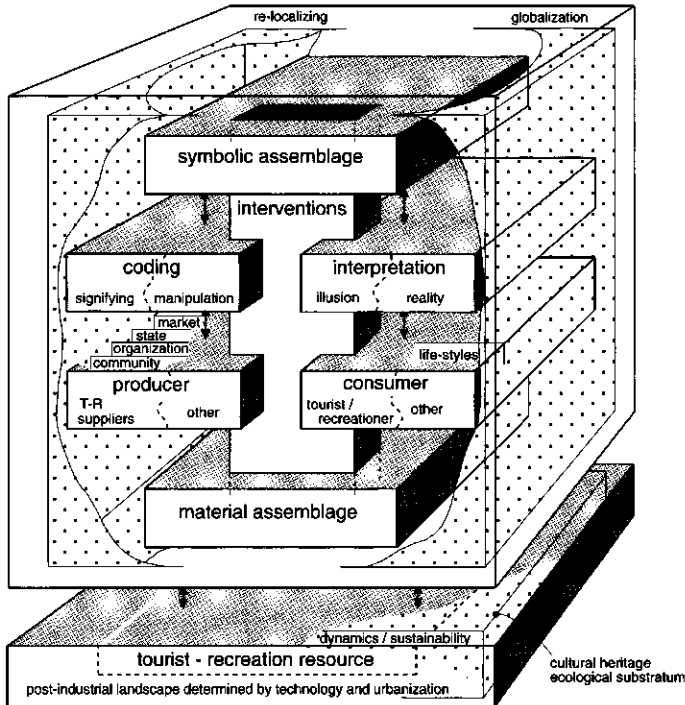 re-localizing
globalization
symbolic assemblage
interventions
coding
signifying
manipulation
interpretation
illusion
reality
market
state
organization
community
life-styles
producer
T-R
suppliers
other
consumer
tourist /
recreationer
other
material assemblage
dynamics / sustainability
tourist - recreation resource
post-industrial landscape determined by technology and urbanization
cultural heritage
ecological substratum